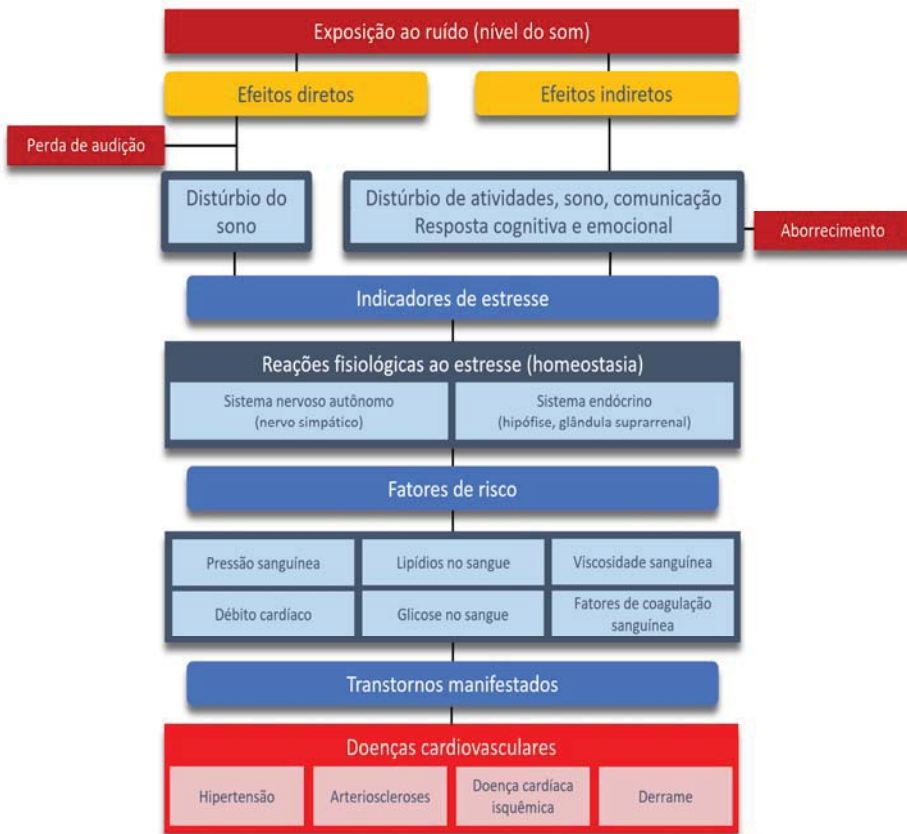 Exposição ao ruído (nível do som)
Efeitos diretos
Efeitos indiretos
Perda de audição
Distúrbio do
sono
Distúrbio de atividades, sono, comunicação
Resposta cognitiva e emocional
Aborrecimento
Indicadores de estresse
Reações fisiológicas ao estresse (homeostasia)
Sistema nervoso autônomo
(nervo simpático)
Sistema endócrino
(hipófise, glândula suprarrenal)
Fatores de risco
Pressão sanguínea
Lipídios no sangue
Viscosidade sanguínea
Débito cardíaco
Glicose no sangue
Fatores de coagulação
sanguínea
Transtornos manifestados
Doenças cardiovasculares
Hipertensão
Arterioscleroses
Doença cardíaca
isquêmica
Derrame